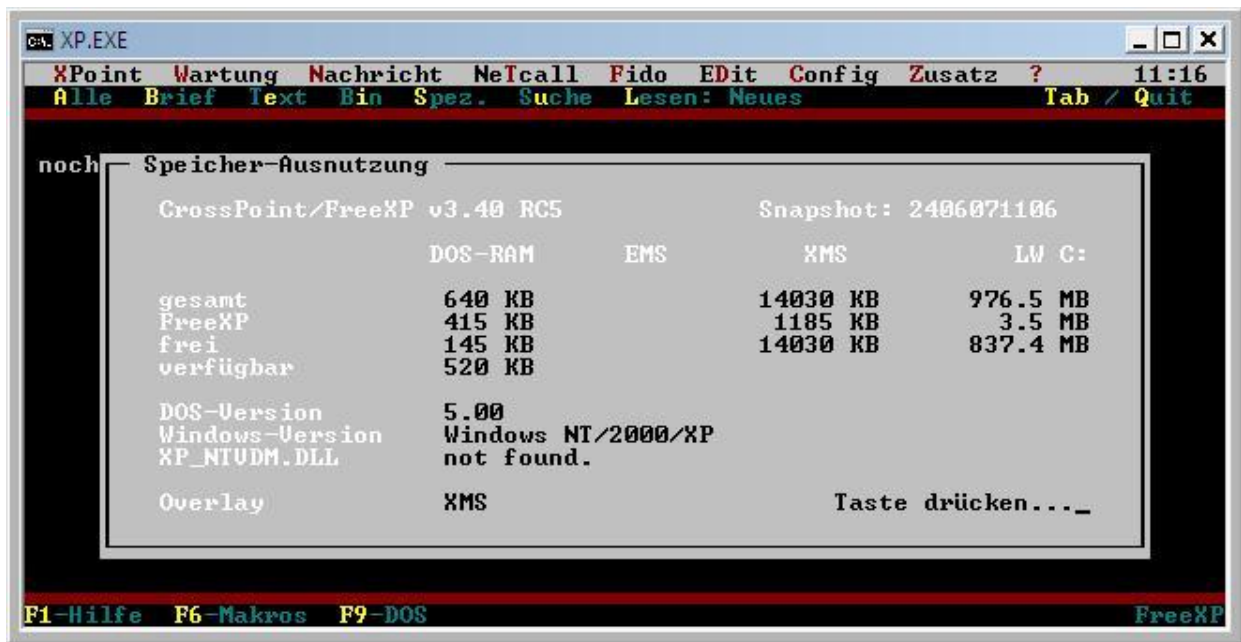 XP.EXE
XPoint Wartung Nachricht NeTcall Fido EDit Config Zusatz ? 11:16
Alle Brief Text Bin Spez. Suche Lesen: Neues Tab / Quit
noch
Speicher-Ausnutzung
CrossPoint/FreeXP v3.40 RC5 Snapshot: 2406071106
DOS-RAM EMS XMS LW C:
gesamt 640 KB 14030 KB 976.5 MB
FreeXP 415 KB 1185 KB 3.5 MB
frei 145 KB 14030 KB 837.4 MB
verfügbar 520 KB
DOS-Version 5.00
Windows-Version Windows NT/2000/XP
XP_NTVDM.DLL not found.
Overlay XMS Taste drücken..._
F1-Hilfe F6-Makros F9-DOS FreeXP